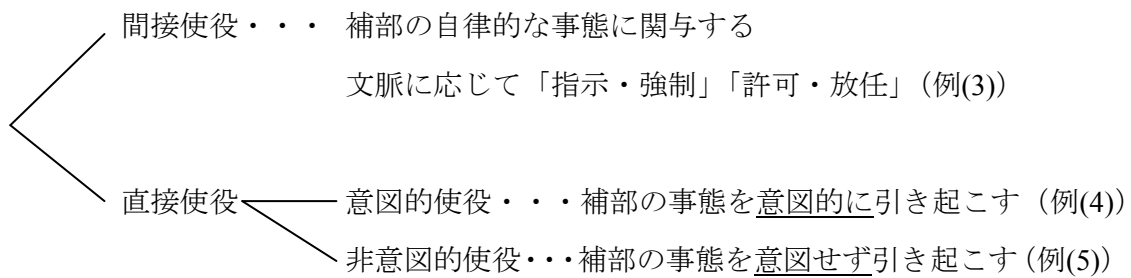 間接使役・・・ 補部の自律的な事態に関与する
文脈に応じて「指示・強制」「許可・放任」（例(3)）
直接使役 意図的使役・・・補部の事態を意図的に引き起こす（例(4)）
非意図的使役・・・補部の事態を意図せず引き起こす（例(5)）